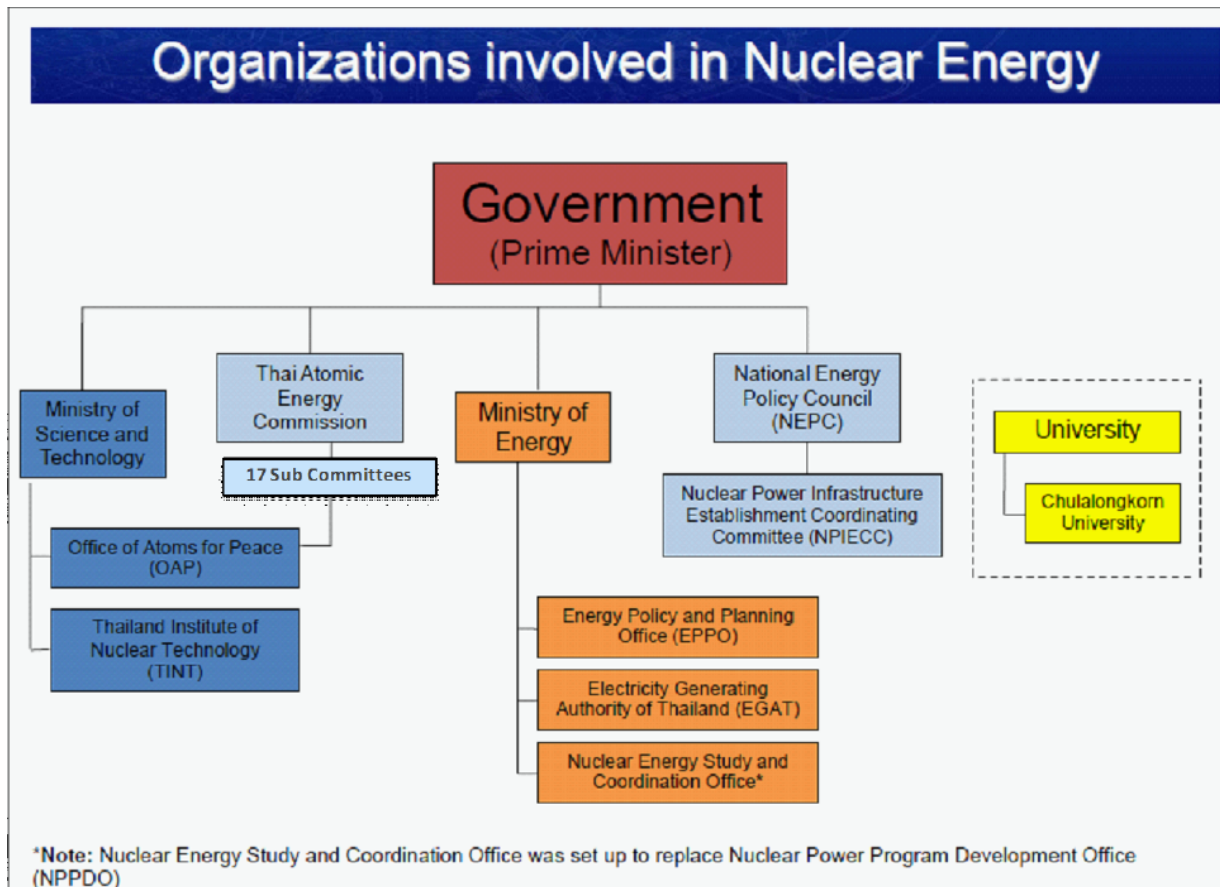 Organizations involved in Nuclear Energy
Government
(Prime Minister)
Ministry of
Science and
Technology
Thai Atomic
Energy
Commission
17 Sub Committees
Office of Atoms for Peace
(OAP)
Thailand Institute of
Nuclear Technology
(TINT)
Ministry of
Energy
Energy Policy and Planning
Office (EPPO)
Electricity Generating
Authority of Thailand (EGAT)
Nuclear Energy Study and
Coordination Office*
National Energy
Policy Council
(NEPC)
Nuclear Power Infrastructure
Establishment Coordinating
Committee (NPIECC)
University
Chulalongkorn
University
*Note: Nuclear Energy Study and Coordination Office was set up to replace Nuclear Power Program Development Office
(NPPDO)